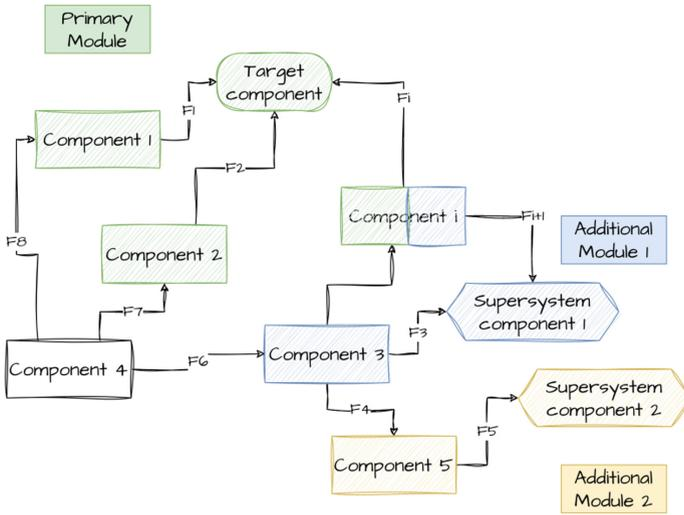 Primary
Module
Target
component
F1
Fi
Component 1
F2
Component i
Fi+1
Additional
Module 1
F8
Component 2
Supersystem
component 1
F7
F3
Component 4
F6
Component 3
Supersystem
component 2
F4
F5
Component 5
Additional
Module 2